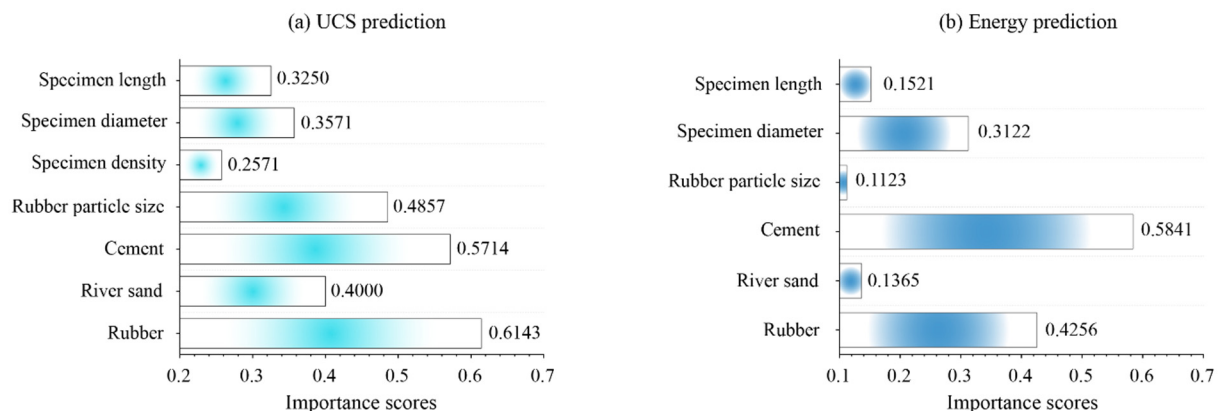 (a) UCS prediction
Specimen length 0.3250
Specimen diameter 0.3571
Specimen density 0.2571
Rubber particle size 0.4857
Cement 0.5714
River sand 0.4000
Rubber 0.6143
0.2 0.3 0.4 0.5 0.6 0.7
Importance scores
(b) Energy prediction
Specimen length 0.1521
Specimen diameter 0.3122
Rubber particle size 0.1123
Cement 0.5841
River sand 0.1365
Rubber 0.4256
0.1 0.2 0.3 0.4 0.5 0.6 0.7
Importance scores